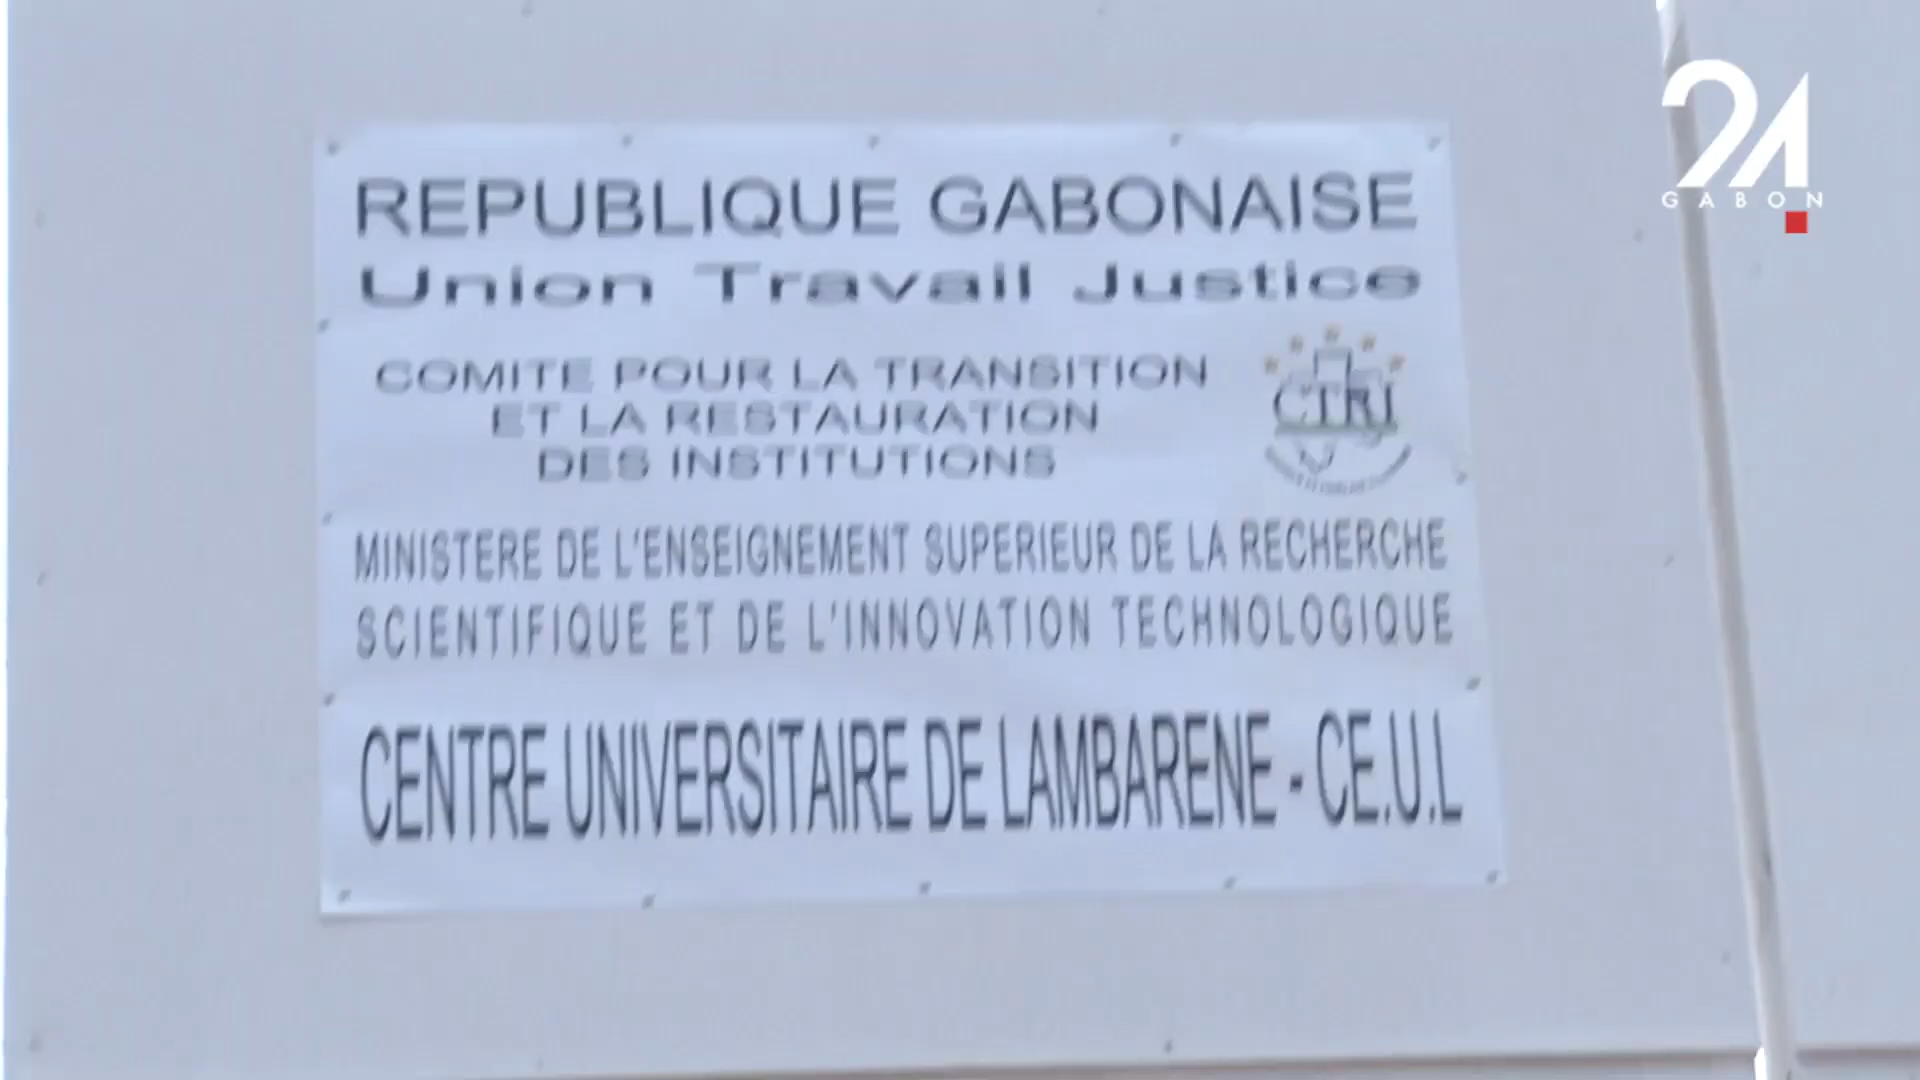 24
GABON
REPUBLIQUE GABONAISE
Union Travail Justice
COMITE POUR LA TRANSITION
ET LA RESTAURATION
DES INSTITUTIONS
CTRI
MINISTERE DE L'ENSEIGNEMENT SUPERIEUR DE LA RECHERCHE
SCIENTIFIQUE ET DE L'INNOVATION TECHNOLOGIQUE
CENTRE UNIVERSITAIRE DE LAMBARENE - CE.U.L